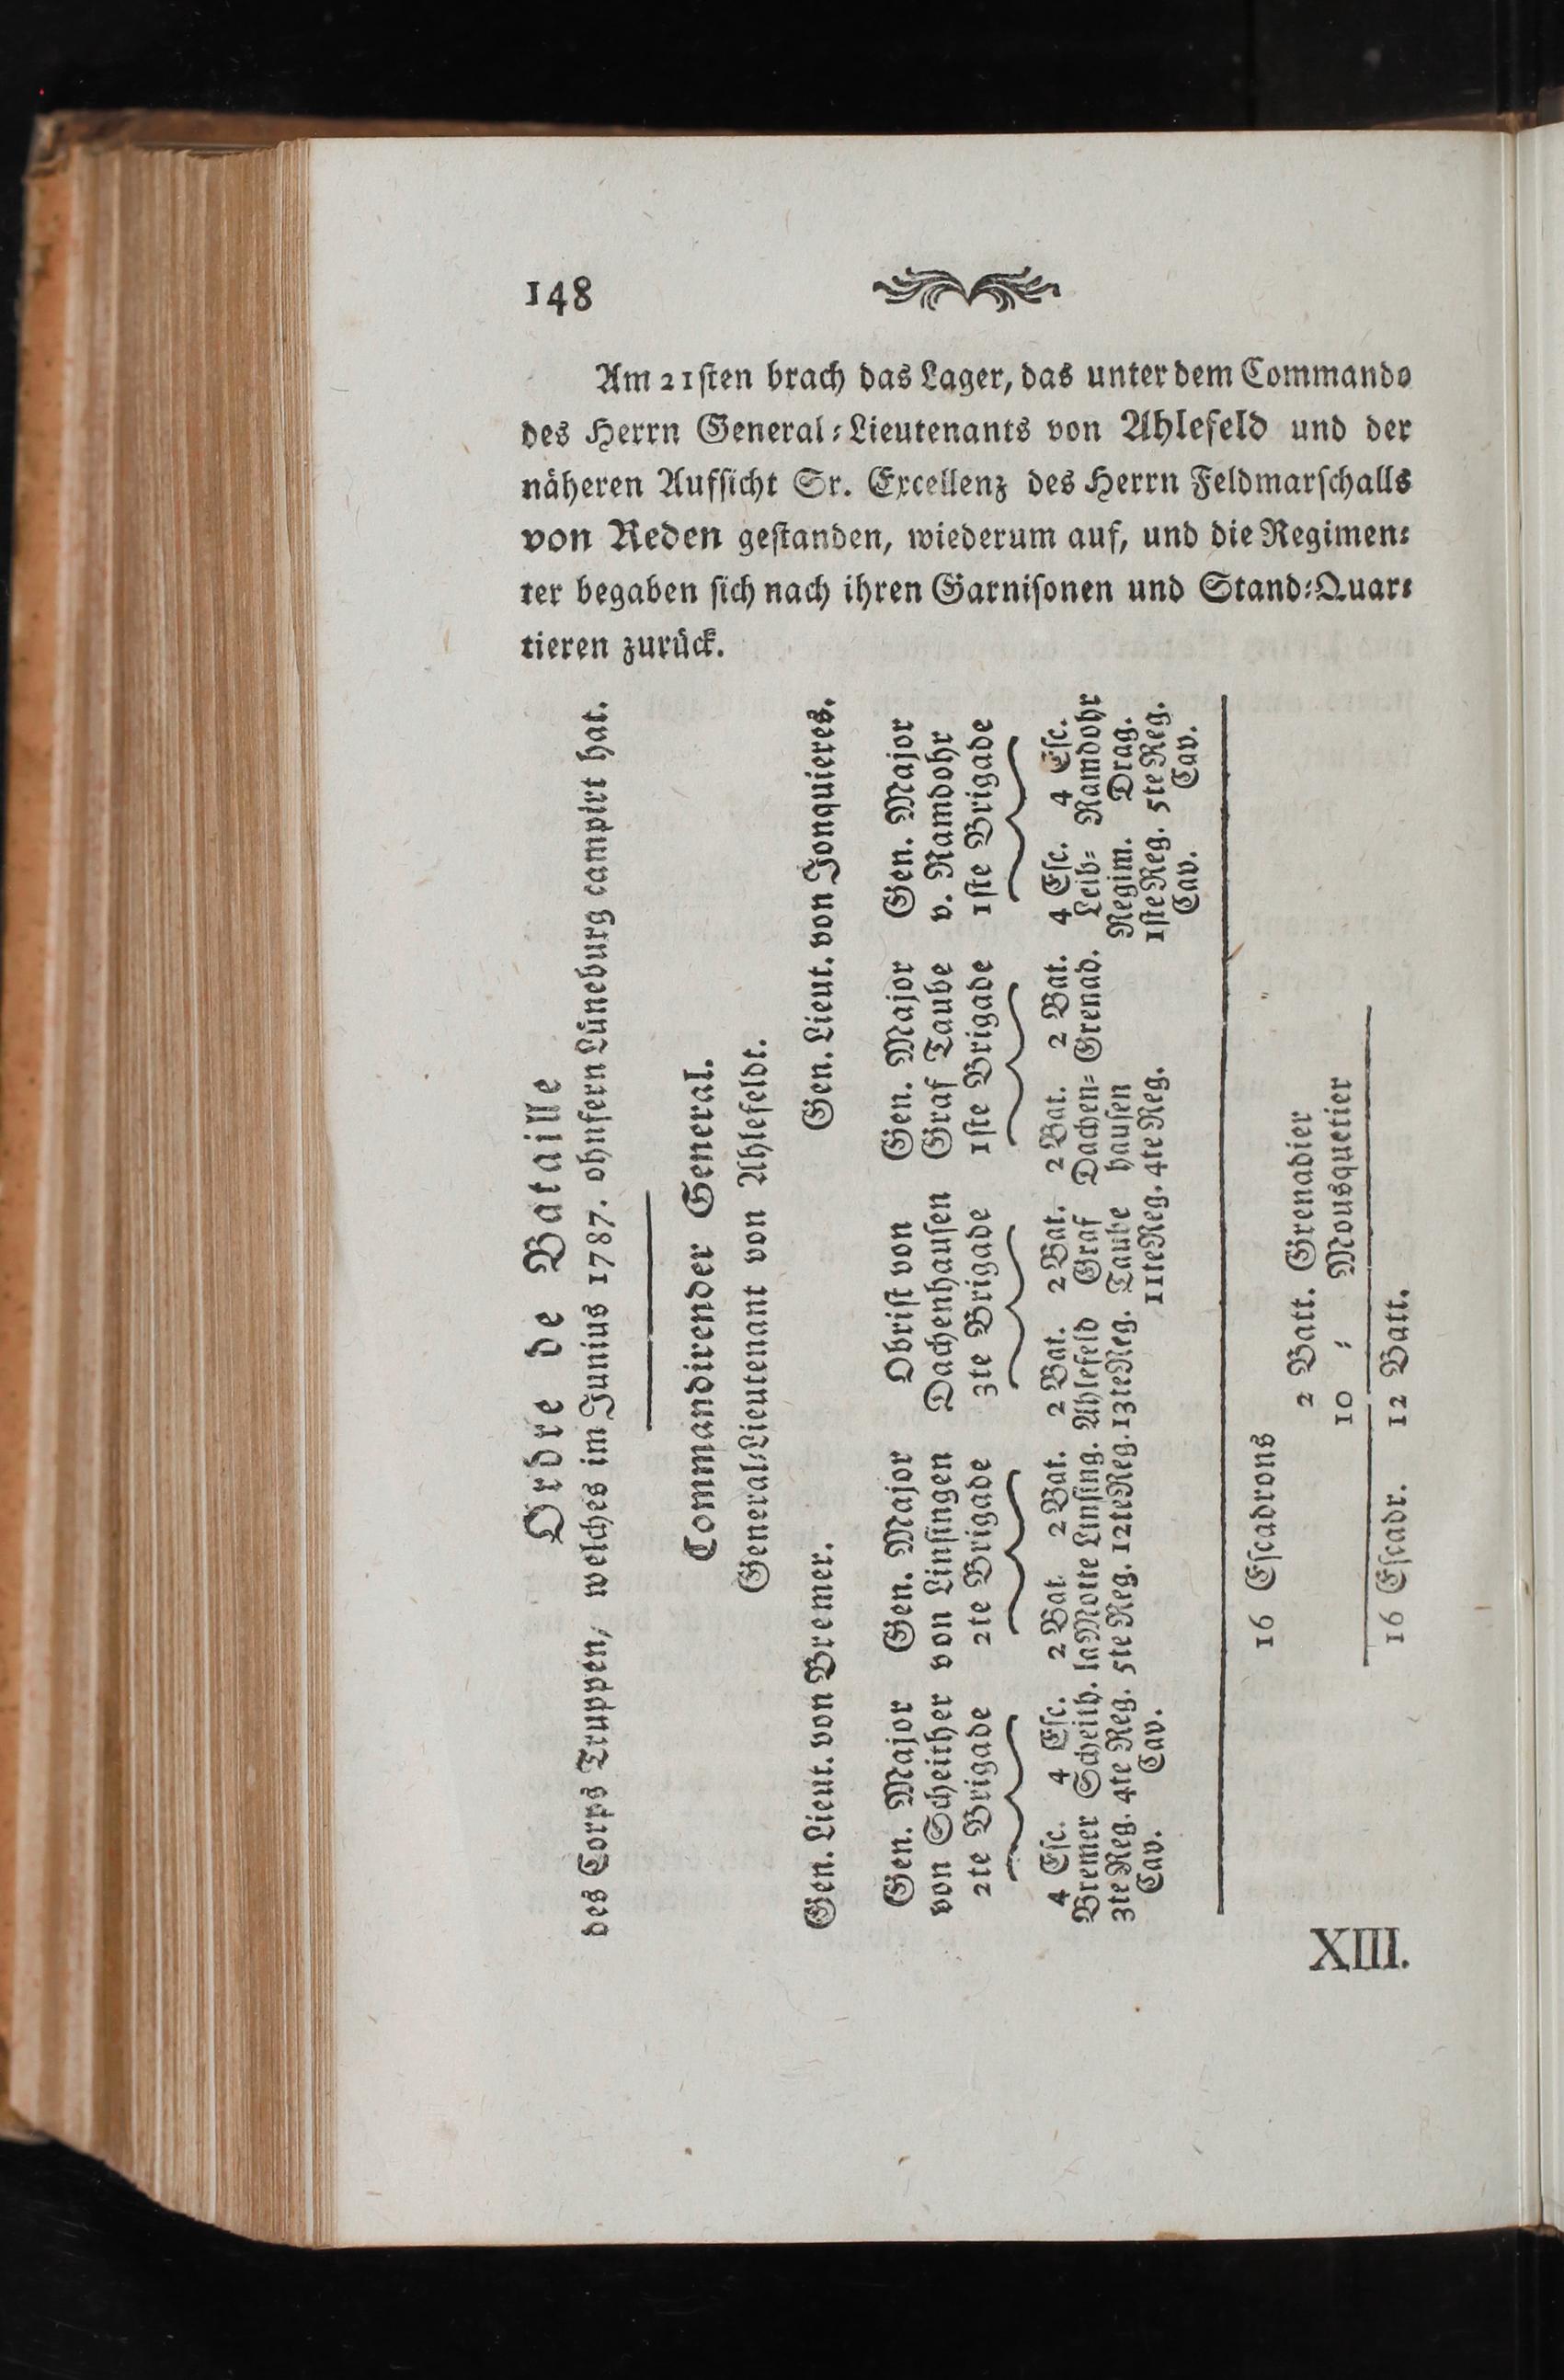 148
Am 21sten brach das Lager, das unter dem Commando
des Herrn General-Lieutenants von Ahlefeld und der
näheren Aufsicht Sr. Excellenz des Herrn Feldmarschalls
von Reden gestanden, wiederum auf, und die Regimen-
ter begaben sich nach ihren Garnisonen und Stand-Quar-
tieren zurück.
Ordre de Bataille
des Corps Truppen, welches im Junius 1787. ohnfern Lüneburg campirt hat.
Commandirender General.
General-Lieutenant von Ahlefeldt.
Gen. Lieut. von Bremer. Gen. Lieut. von Jonquieres.
Gen. Major Gen. Major Obrist von Gen. Major Gen. Major
von Scheither von Linsingen Dachenhausen Graf Taube v. Ramdohr
2te Brigade 2te Brigade 3te Brigade 1ste Brigade 1ste Brigade
4 Esc. 4 Esc. 2 Bat. 2 Bat. 2 Bat. 2 Bat. 2 Bat. 2 Bat. 4 Esc. 4 Esc.
Bremer Scheith. la Motte Linsing. Ahlefeld Graf Dachen- Grenad. Leib- Ramdohr
3te Reg. 4te Reg. 5te Reg. 12te Reg. 13te Reg. Taube hausen Regim. Drag.
Cav. Cav. 11te Reg. 4te Reg. 1ste Reg. 5te Reg.
Cav. Cav.
16 Escadrons
2 Batt. Grenadier
10 - Mousquetier
16 Escadr. 12 Batt.
XIII.